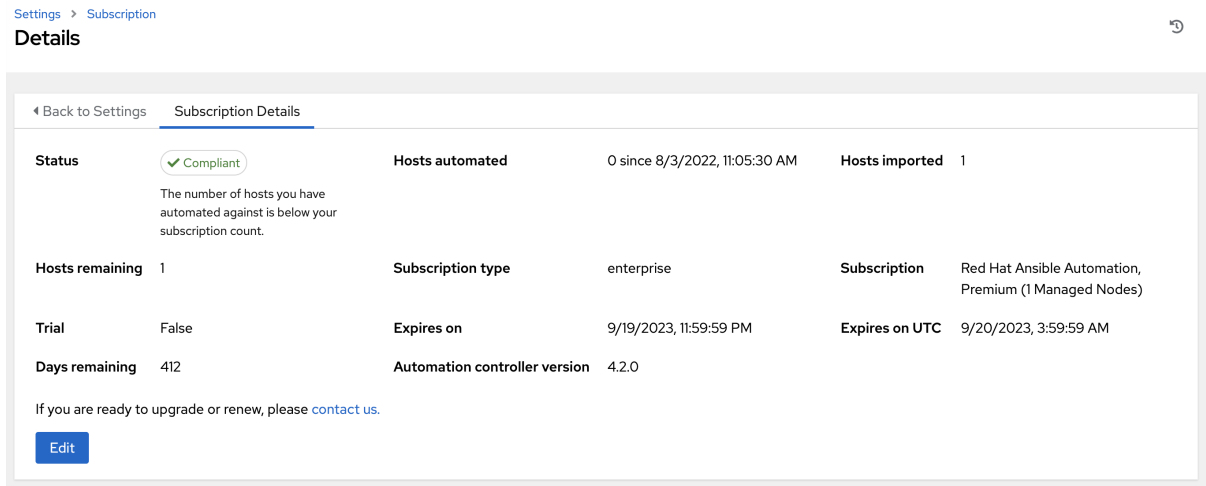 Settings > Subscription
Details
Back to Settings Subscription Details
Status Compliant Hosts automated 0 since 8/3/2022, 11:05:30 AM Hosts imported 1
The number of hosts you have
automated against is below your
subscription count.
Hosts remaining 1 Subscription type enterprise Subscription Red Hat Ansible Automation,
Premium (1 Managed Nodes)
Trial False Expires on 9/19/2023, 11:59:59 PM Expires on UTC 9/20/2023, 3:59:59 AM
Days remaining 412 Automation controller version 4.2.0
If you are ready to upgrade or renew, please contact us.
Edit